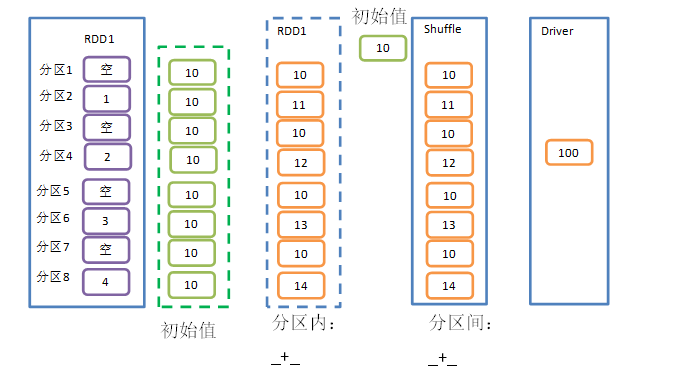 初始值
RDD1
RDD1
Shuffle
Driver
10
分区1 空 10 10 10
分区2 1 10 11 11
分区3 空 10 10 10
分区4 2 10 12 12
100
分区5 空 10 10 10
分区6 3 10 13 13
分区7 空 10 10 10
分区8 4 10 14 14
初始值
分区内：
分区间：
_+_
_+_